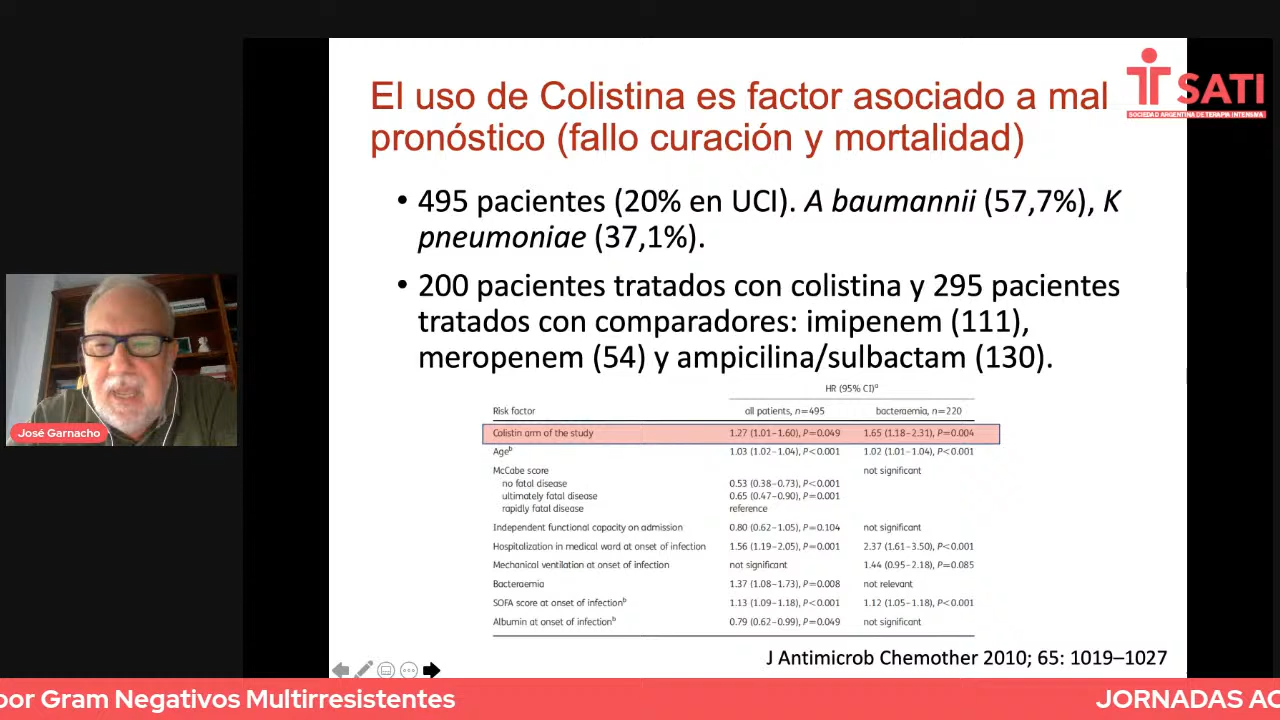 El uso de Colistina es factor asociado a mal
pronóstico (fallo curación y mortalidad)
SATI
SOCIEDAD ARGENTINA DE TERAPIA INTENSIVA
• 495 pacientes (20% en UCI). A baumannii (57,7%), K
pneumoniae (37,1%).
• 200 pacientes tratados con colistina y 295 pacientes
tratados con comparadores: imipenem (111),
meropenem (54) y ampicilina/sulbactam (130).
HR (95% CI)a
Risk factor all patients, n=495 bacteraemia, n=220
Colistin arm of the study 1.27 (1.01–1.60), P=0.049 1.65 (1.18–2.31), P=0.004
Ageb 1.03 (1.02–1.04), P<0.001 1.02 (1.01–1.04), P<0.001
McCabe score not significant
no fatal disease 0.53 (0.38–0.73), P<0.001
ultimately fatal disease 0.65 (0.47–0.90), P=0.001
rapidly fatal disease reference
Independent functional capacity on admission 0.80 (0.62–1.05), P=0.104 not significant
Hospitalization in medical ward at onset of infection 1.56 (1.19–2.05), P=0.001 2.37 (1.61–3.50), P<0.001
Mechanical ventilation at onset of infection not significant 1.44 (0.95–2.18), P=0.085
Bacteraemia 1.37 (1.08–1.73), P=0.008 not relevant
SOFA score at onset of infectionb 1.13 (1.09–1.18), P<0.001 1.12 (1.05–1.18), P<0.001
Albumin at onset of infectionb 0.79 (0.62–0.99), P=0.049 not significant
J Antimicrob Chemother 2010; 65: 1019–1027
José Garnacho
por Gram Negativos Multirresistentes
JORNADAS AC